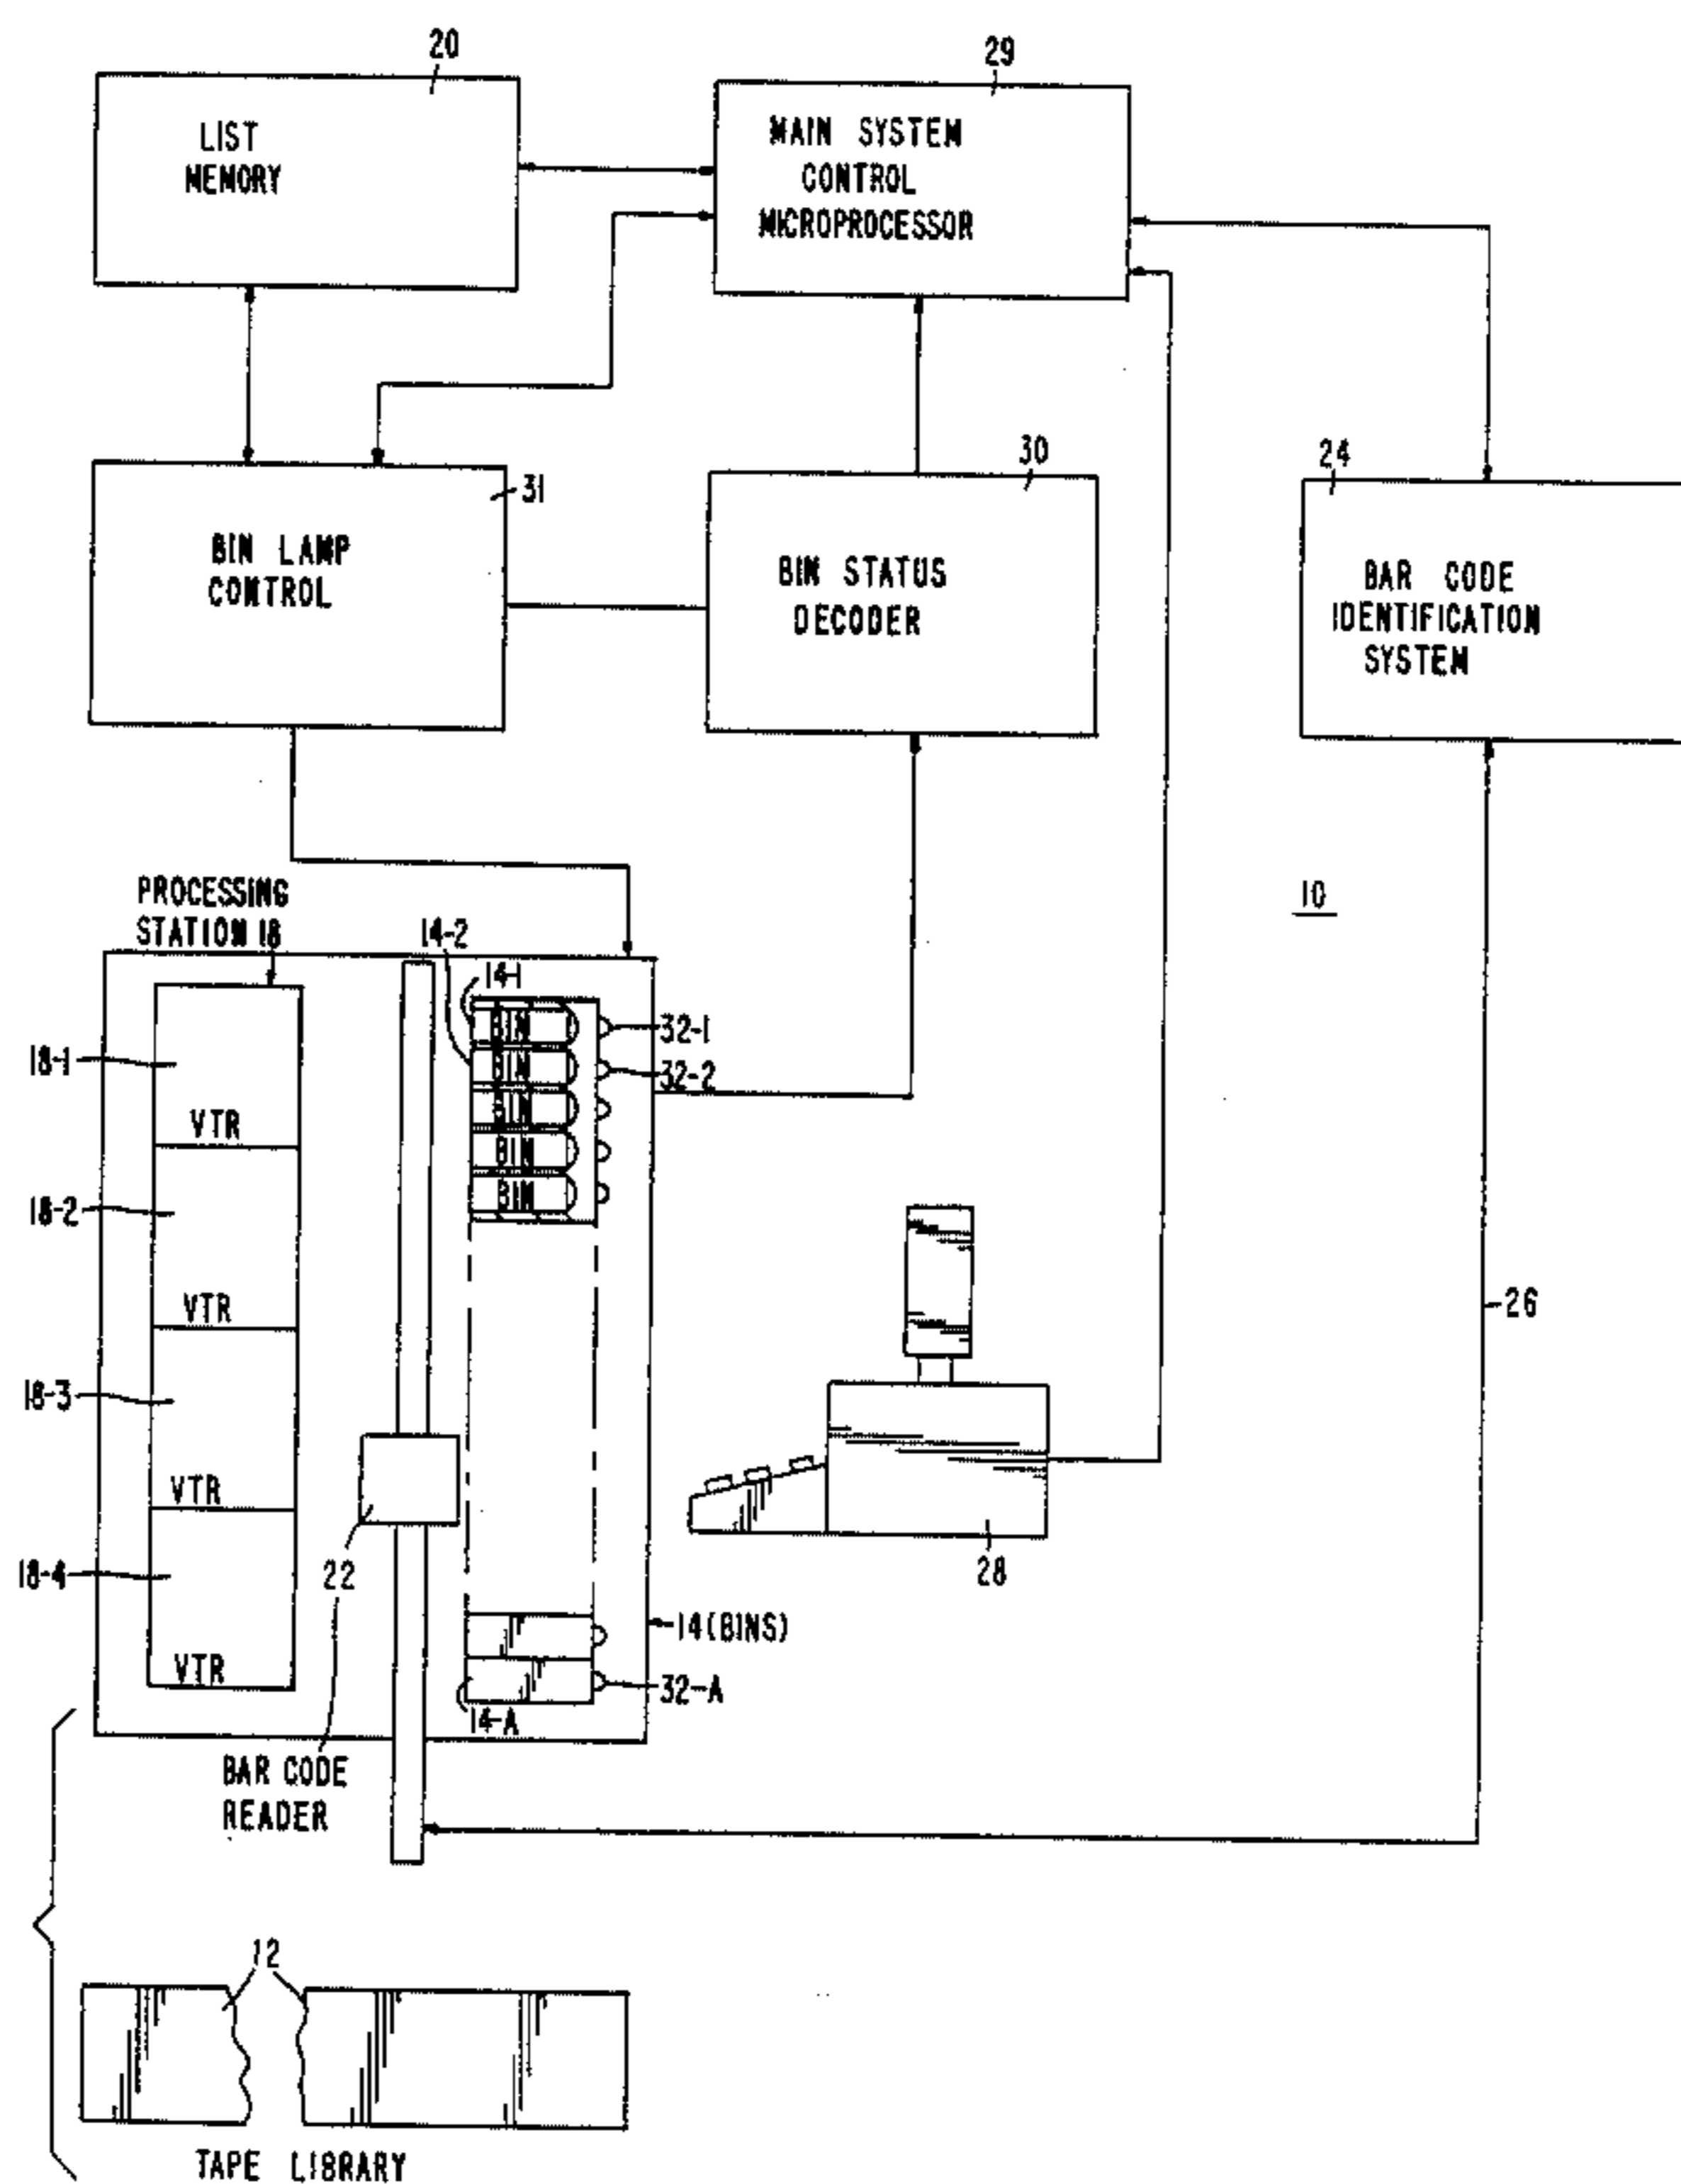 20
29
LIST
MEMORY
MAIN SYSTEM
CONTROL
MICROPROCESSOR
31
30
24
BIN LAMP
CONTROL
BIN STATUS
DECODER
BAR CODE
IDENTIFICATION
SYSTEM
10
PROCESSING
STATION 18
14-2
14-1
BIN
32-1
BIN
32-2
BIN
BIN
BIN
18-1
VTR
18-2
VTR
18-3
VTR
18-4
VTR
26
22
28
14(BINS)
32-A
14-A
BAR CODE
READER
12
TAPE LIBRARY